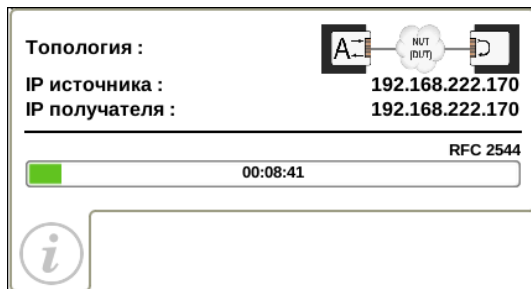 Топология :
A
NUT
(DUT)
IP источника :
192.168.222.170
IP получателя :
192.168.222.170
RFC 2544
00:08:41
i